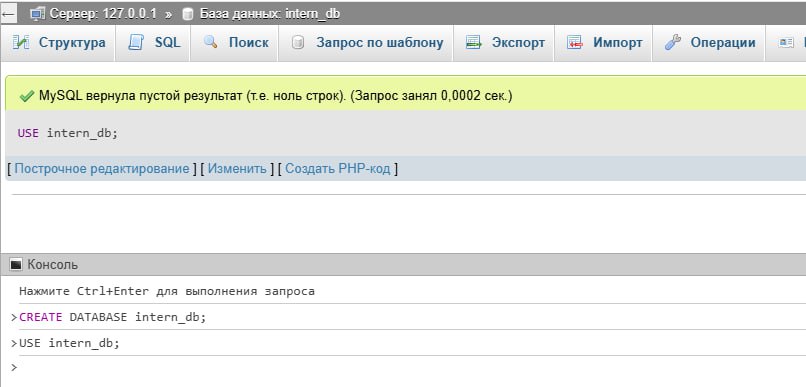 ← Сервер: 127.0.0.1 » База данных: intern_db
Структура SQL Поиск Запрос по шаблону Экспорт Импорт Операции
MySQL вернула пустой результат (т.е. ноль строк). (Запрос занял 0,0002 сек.)
USE intern_db;
[ Построчное редактирование ] [ Изменить ] [ Создать PHP-код ]
Консоль
Нажмите Ctrl+Enter для выполнения запроса
>CREATE DATABASE intern_db;
>USE intern_db;
>